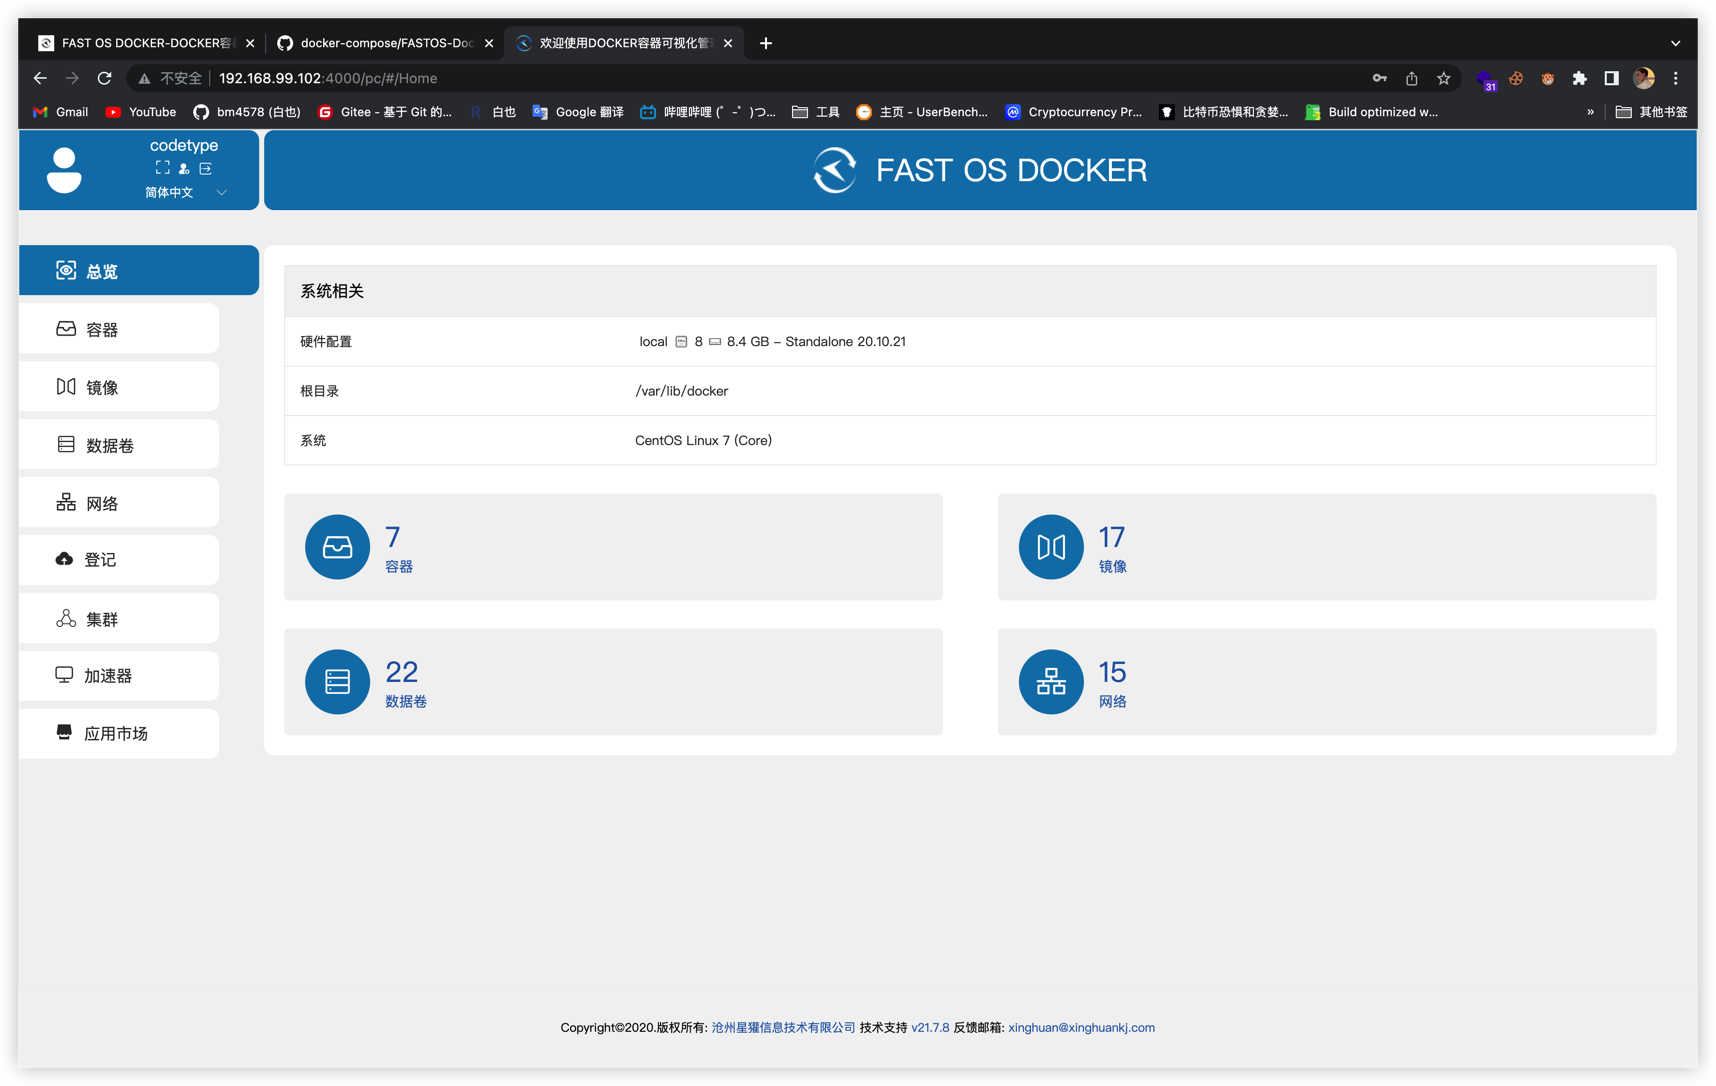 FAST OS DOCKER-DOCKER容
docker-compose/FASTOS-Doc
欢迎使用DOCKER容器可视化管
不安全 192.168.99.102:4000/pc/#/Home
31
Gmail
YouTube
bm4578 (白也)
Gitee - 基于 Git 的...
白也
Google 翻译
哔哩哔哩 (゜-゜)つ...
工具
主页 - UserBench...
Cryptocurrency Pr...
比特币恐惧和贪婪...
Build optimized w...
»
其他书签
codetype
简体中文
FAST OS DOCKER
总览
容器
镜像
数据卷
网络
登记
集群
加速器
应用市场
系统相关
硬件配置 local 8 8.4 GB – Standalone 20.10.21
根目录 /var/lib/docker
系统 CentOS Linux 7 (Core)
7
容器
17
镜像
22
数据卷
15
网络
Copyright©2020.版权所有: 沧州星獾信息技术有限公司 技术支持 v21.7.8 反馈邮箱: xinghuan@xinghuankj.com